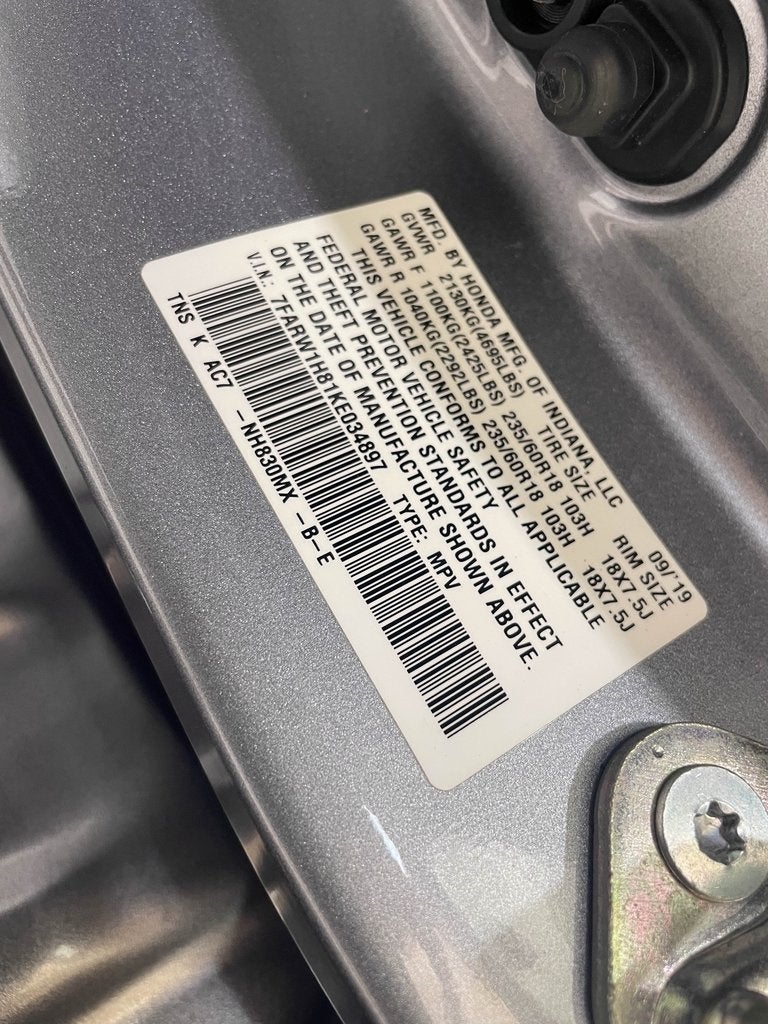 MFD. BY HONDA MFG. OF INDIANA, LLC 09/'19
GVWR 2130KG(4695LBS) TIRE SIZE RIM SIZE
GAWR F 1100KG(2425LBS) 235/60R18 103H 18X7.5J
GAWR R 1040KG(2292LBS) 235/60R18 103H 18X7.5J
THIS VEHICLE CONFORMS TO ALL APPLICABLE
FEDERAL MOTOR VEHICLE SAFETY
AND THEFT PREVENTION STANDARDS IN EFFECT
ON THE DATE OF MANUFACTURE SHOWN ABOVE.
V.I.N.: 7FARW1H81KE034897 TYPE: MPV
TNS K AC7 -NH830MX -B-E